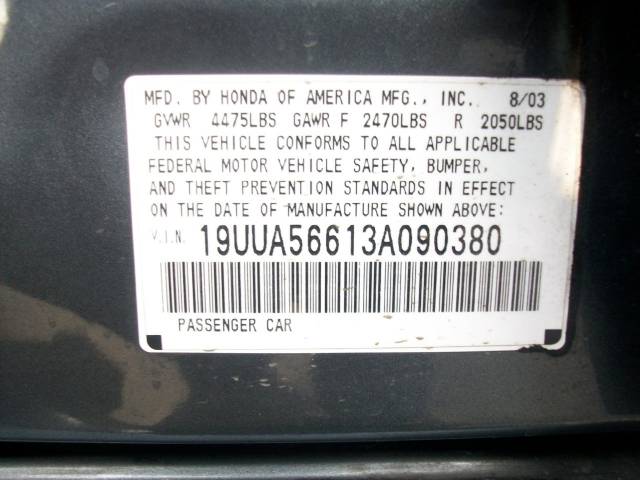 MFD. BY HONDA OF AMERICA MFG., INC. 8/03
GVWR 4475LBS GAWR F 2470LBS R 2050LBS
THIS VEHICLE CONFORMS TO ALL APPLICABLE
FEDERAL MOTOR VEHICLE SAFETY, BUMPER,
AND THEFT PREVENTION STANDARDS IN EFFECT
ON THE DATE OF MANUFACTURE SHOWN ABOVE:
V.I.N. 19UUA56613A090380
PASSENGER CAR